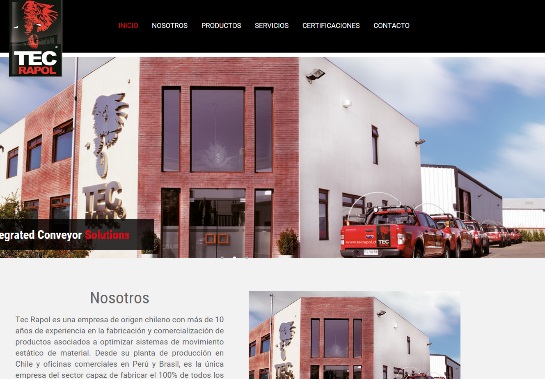 TEC
RAPOL
INICIO NOSOTROS PRODUCTOS SERVICIOS CERTIFICACIONES CONTACTO
TEC
egrated Conveyor Solutions
Nosotros
Tec Rapol es una empresa de origen chileno con más de 10
años de experiencia en la fabricación y comercialización de
productos asociados a optimizar sistemas de movimiento
estático de material. Desde su planta de producción en
Chile y oficinas comerciales en Perú y Brasil, es la única
empresa del sector capaz de fabricar el 100% de todos los